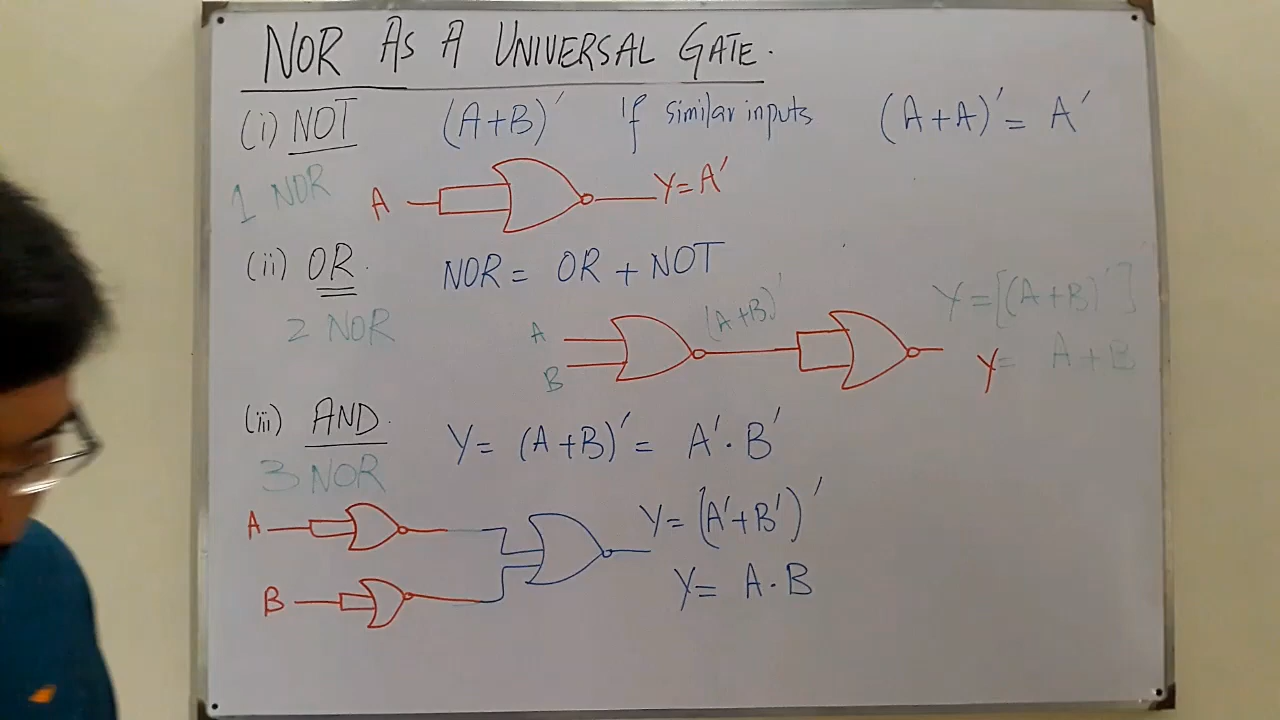 NOR AS A UNIVERSAL GATE.
(i) NOT (A+B)' If similar inputs (A+A)' = A'
1 NOR
A Y=A'
(ii) OR. NOR = OR + NOT
2 NOR
A (A+B)' Y=[(A+B)']
B Y= A+B
(iii) AND. Y= (A+B)' = A'·B'
3 NOR
A Y= (A'+B')'
B Y= A·B